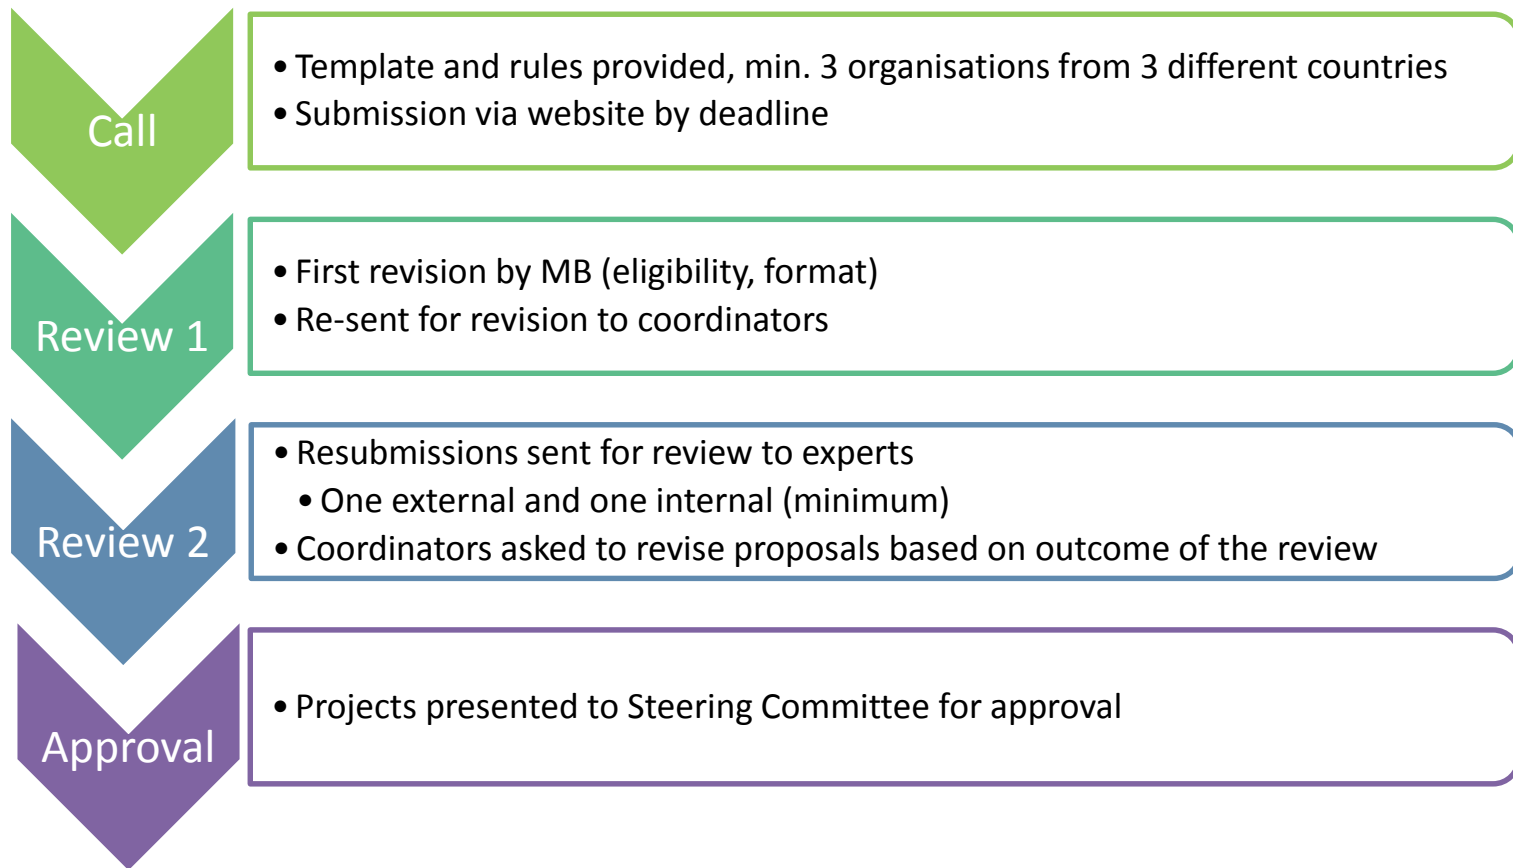 Call
• Template and rules provided, min. 3 organisations from 3 different countries
• Submission via website by deadline
Review 1
• First revision by MB (eligibility, format)
• Re-sent for revision to coordinators
Review 2
• Resubmissions sent for review to experts
• One external and one internal (minimum)
• Coordinators asked to revise proposals based on outcome of the review
Approval
• Projects presented to Steering Committee for approval